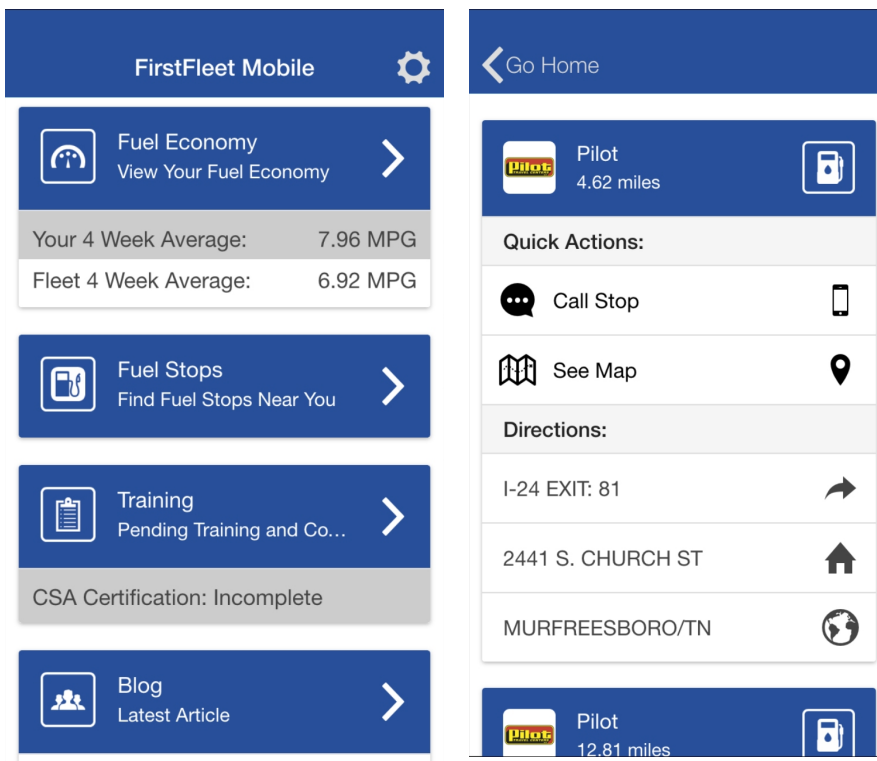 FirstFleet Mobile
Fuel Economy
View Your Fuel Economy
Your 4 Week Average: 7.96 MPG
Fleet 4 Week Average: 6.92 MPG
Fuel Stops
Find Fuel Stops Near You
Training
Pending Training and Co...
CSA Certification: Incomplete
Blog
Latest Article
Go Home
Pilot
Pilot
4.62 miles
Quick Actions:
Call Stop
See Map
Directions:
I-24 EXIT: 81
2441 S. CHURCH ST
MURFREESBORO/TN
Pilot
Pilot
12.81 miles